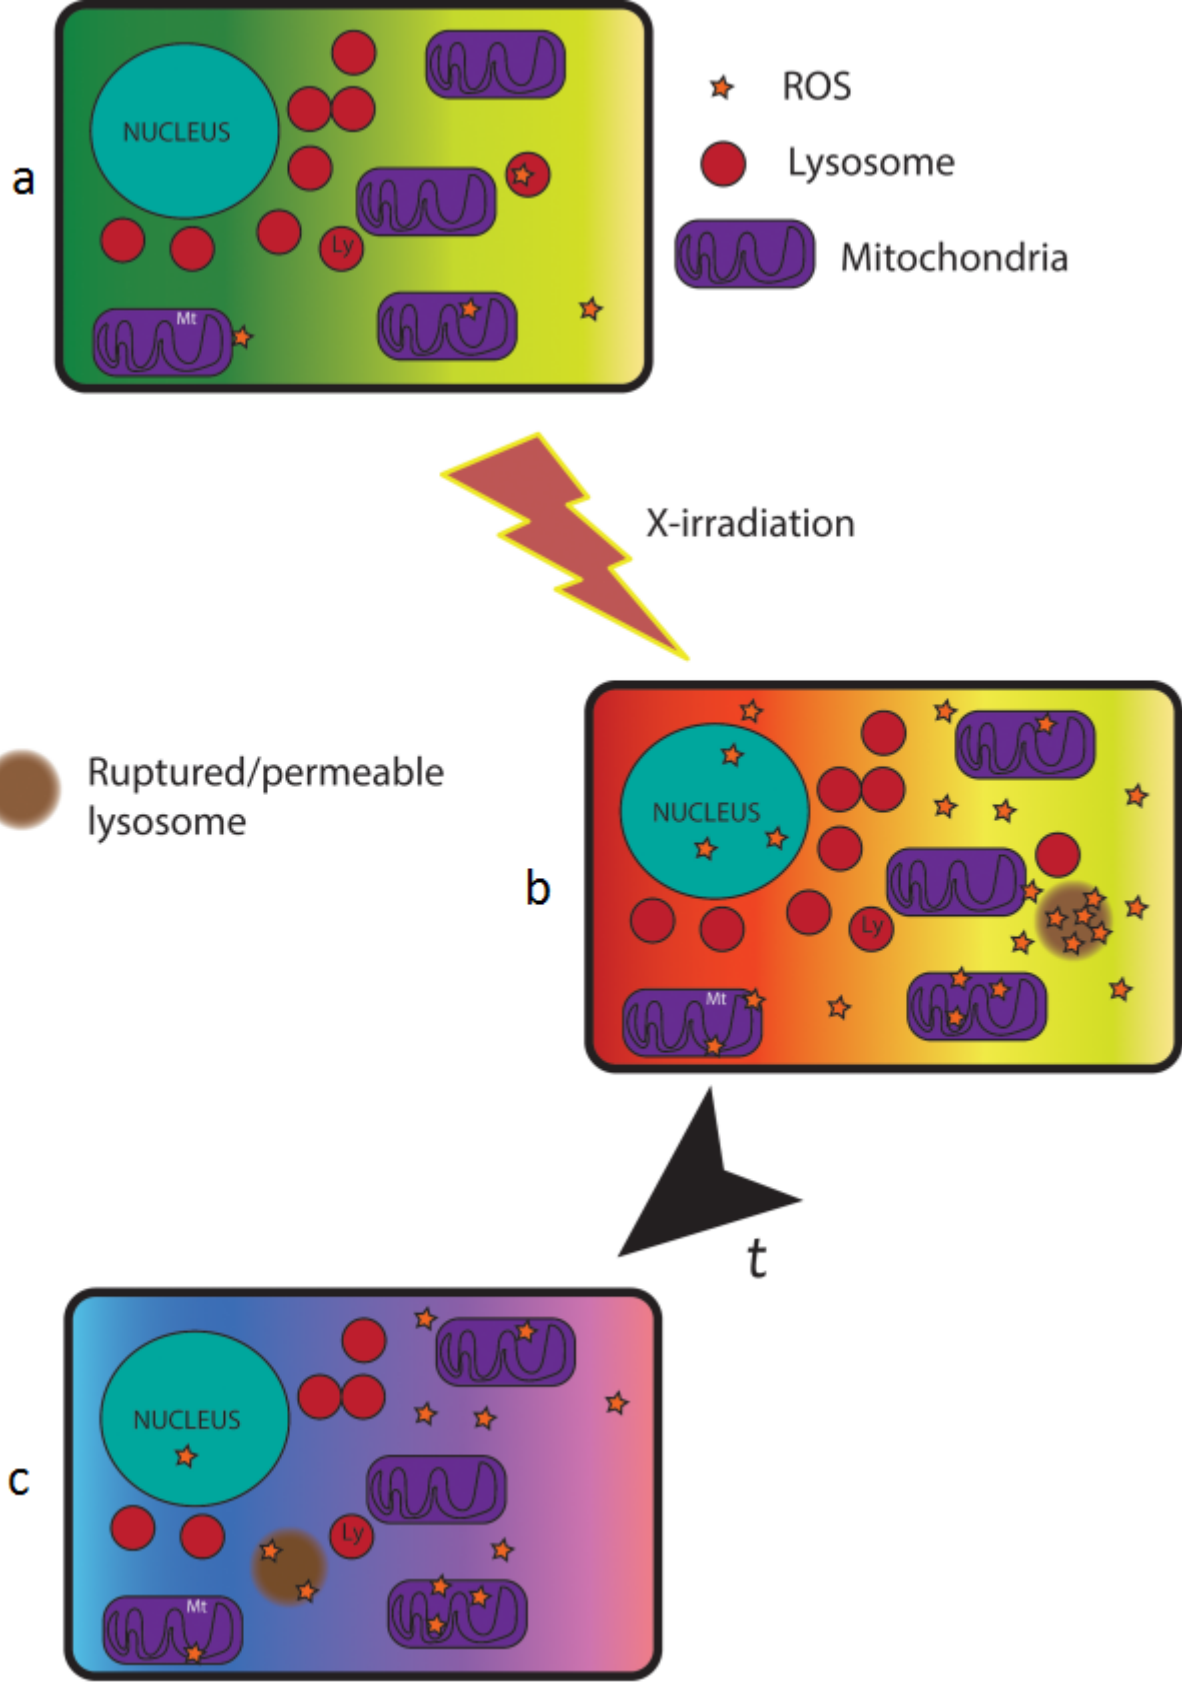 a
NUCLEUS
Ly
Mt
ROS
Lysosome
Mitochondria
X-irradiation
Ruptured/permeable
lysosome
b
NUCLEUS
Ly
Mt
t
c
NUCLEUS
Ly
Mt